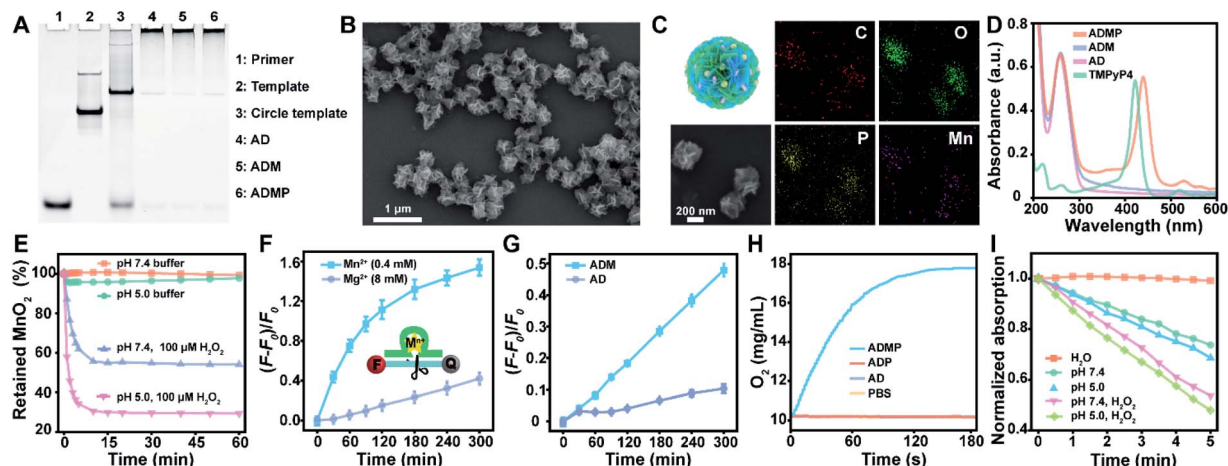 A
1 2 3 4 5 6
1: Primer
2: Template
3: Circle template
4: AD
5: ADM
6: ADMP
B
1 µm
C
C
O
P
Mn
200 nm
D
Absorbance (a.u.)
0.8
0.6
0.4
0.2
0
ADMP
ADM
AD
TMPyP4
200 300 400 500 600
Wavelength (nm)
E
Retained MnO₂ (%)
120
100
80
60
40
20
pH 7.4 buffer
pH 5.0 buffer
pH 7.4, 100 µM H₂O₂
pH 5.0, 100 µM H₂O₂
0 15 30 45 60
Time (min)
F
(F-F₀)/F₀
1.6
1.2
0.8
0.4
0.0
Mn²⁺ (0.4 mM)
Mg²⁺ (8 mM)
Mⁿ⁺
F
Q
0 60 120 180 240 300
Time (min)
G
(F-F₀)/F₀
0.5
0.4
0.3
0.2
0.1
0.0
ADM
AD
0 60 120 180 240 300
Time (min)
H
O₂ (mg/mL)
18
16
14
12
10
ADMP
ADP
AD
PBS
0 60 120 180
Time (s)
I
Normalized absorption
1.0
0.8
0.6
0.4
H₂O
pH 7.4
pH 5.0
pH 7.4, H₂O₂
pH 5.0, H₂O₂
0 1 2 3 4 5
Time (min)